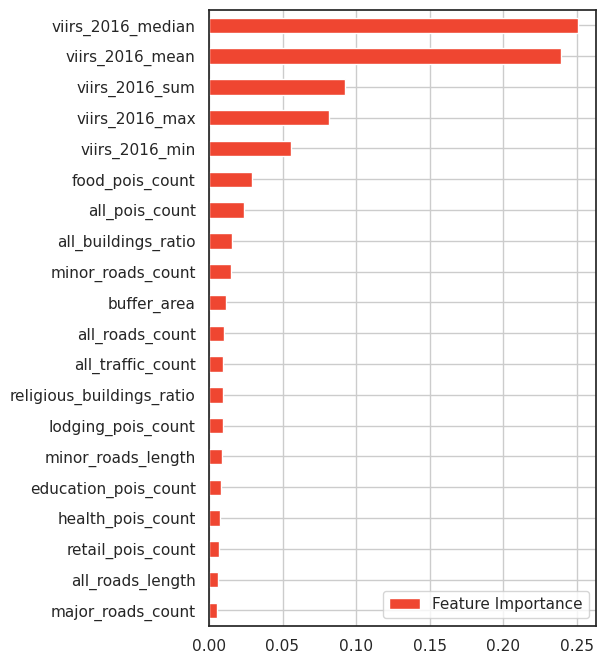 viirs_2016_median
viirs_2016_mean
viirs_2016_sum
viirs_2016_max
viirs_2016_min
food_pois_count
all_pois_count
all_buildings_ratio
minor_roads_count
buffer_area
all_roads_count
all_traffic_count
religious_buildings_ratio
lodging_pois_count
minor_roads_length
education_pois_count
health_pois_count
retail_pois_count
all_roads_length
major_roads_count
Feature Importance
0.00 0.05 0.10 0.15 0.20 0.25